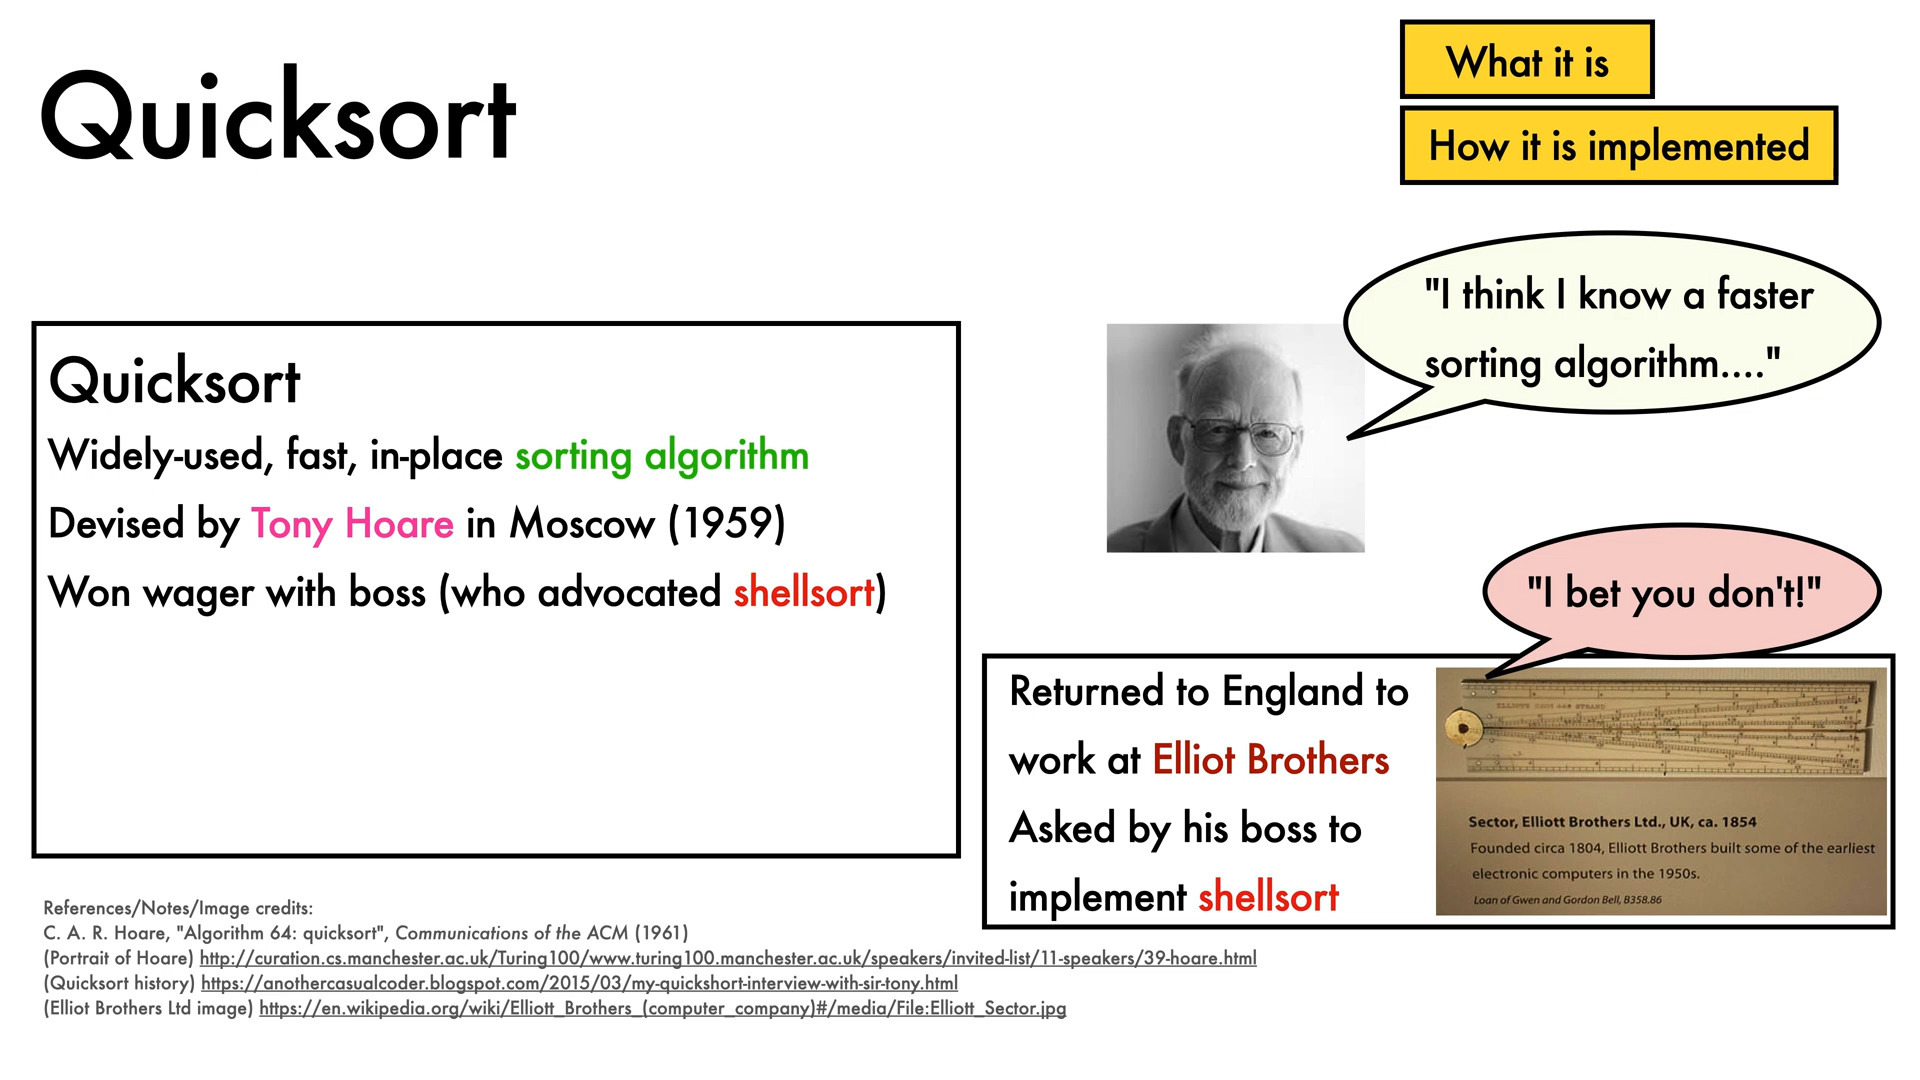 Quicksort
What it is
How it is implemented
"I think I know a faster
sorting algorithm...."
Quicksort
Widely-used, fast, in-place sorting algorithm
Devised by Tony Hoare in Moscow (1959)
Won wager with boss (who advocated shellsort)
"I bet you don't!"
Returned to England to
work at Elliot Brothers
Asked by his boss to
implement shellsort
Sector, Elliott Brothers Ltd., UK, ca. 1854
Founded circa 1804, Elliott Brothers built some of the earliest
electronic computers in the 1950s.
Loan of Gwen and Gordon Bell, B358.86
References/Notes/Image credits:
C. A. R. Hoare, "Algorithm 64: quicksort", Communications of the ACM (1961)
(Portrait of Hoare) http://curation.cs.manchester.ac.uk/Turing100/www.turing100.manchester.ac.uk/speakers/invited-list/11-speakers/39-hoare.html
(Quicksort history) https://anothercasualcoder.blogspot.com/2015/03/my-quickshort-interview-with-sir-tony.html
(Elliot Brothers Ltd image) https://en.wikipedia.org/wiki/Elliott_Brothers_(computer_company)#/media/File:Elliott_Sector.jpg